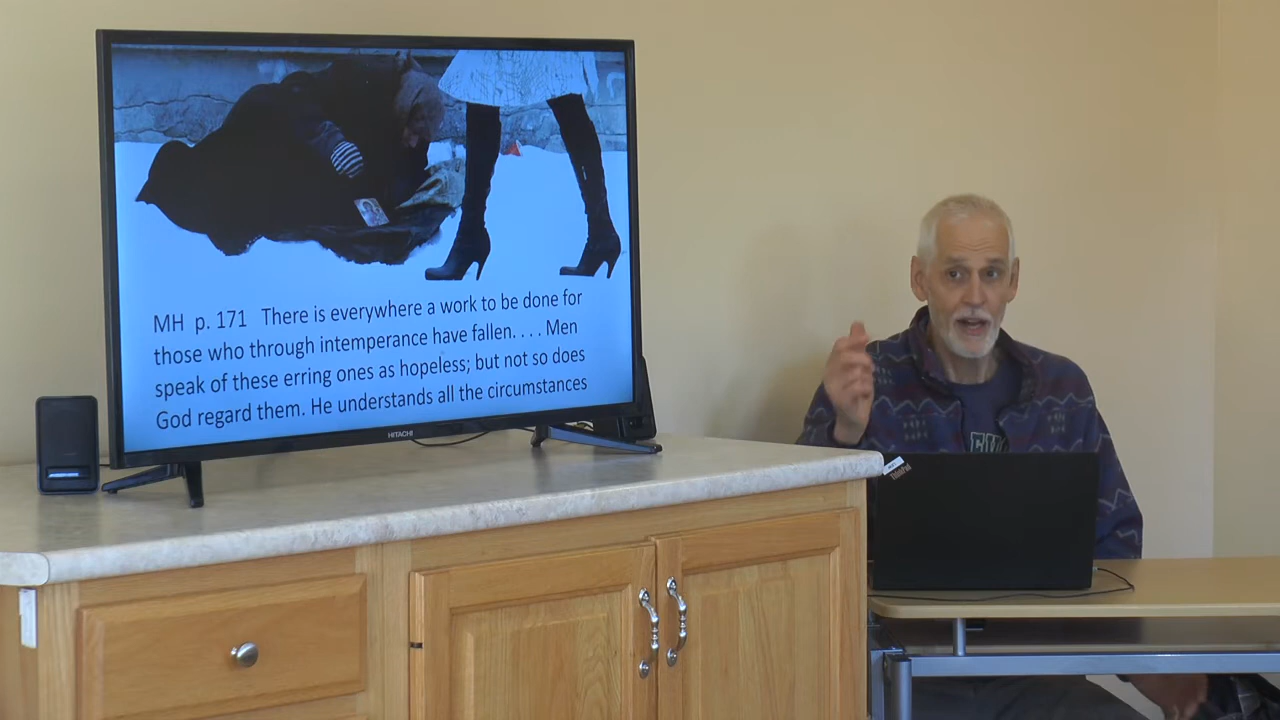 MH p. 171 There is everywhere a work to be done for
those who through intemperance have fallen. . . . Men
speak of these erring ones as hopeless; but not so does
God regard them. He understands all the circumstances
HITACHI
ThinkPad